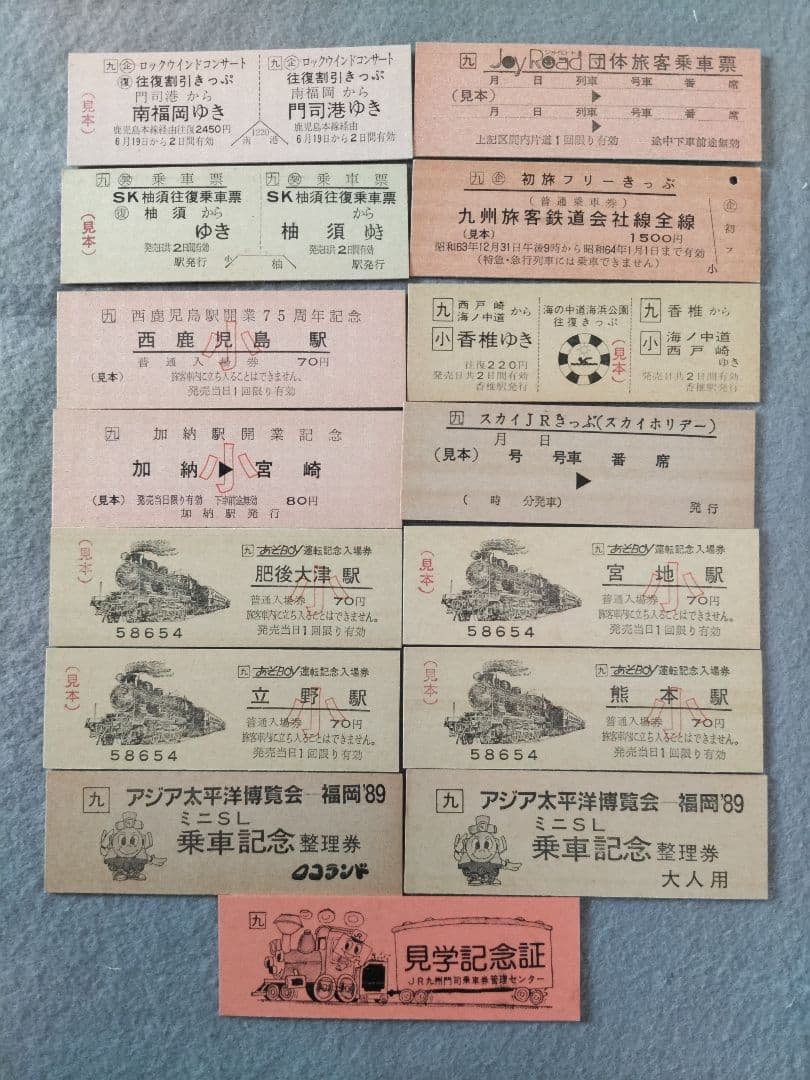 九 企 ロックウインドコンサート
復 往復割引きっぷ
門司港 から
南福岡ゆき
鹿児島本線経由往復2450円
6月19日から2日間有効
(見本)
九 企 ロックウインドコンサート
往復割引きっぷ
南福岡 から
門司港ゆき
鹿児島本線経由
6月19日から2日間有効
1220
南 港
九 Joy Road 団体旅客乗車票
月 日 列車 号車 番 席
(見本) ▶
月 日 列車 号車 番 席
▶
上記区間内片道1回限り有効 途中下車前途無効
九 乗車票
SK柚須往復乗車票
復 柚須 から
ゆき
発売日共2日間有効
駅発行
(見本)
九 乗車票
SK柚須往復乗車票
から
柚須 ゆき
発売日共2日間有効
駅発行
小 柚
九 企 初旅フリーきっぷ
(普通乗車券)
九州旅客鉄道会社線全線
(見本) 1500円
昭和63年12月31日午後9時から昭和64年1月1日まで有効
(特急・急行列車には乗車できません)
企
初
フ
小
九 西鹿児島駅開業75周年記念
西鹿児島駅
小
普通入場券 70円
(見本) 旅客車内に立ち入ることはできません。
発売当日1回限り有効
九 西戸崎 から
海ノ中道
小 香椎ゆき
往復220円
発売日共2日間有効
香椎駅発行
海の中道海浜公園
往復きっぷ
(見本)
九 香椎 から
小 海ノ中道
西戸崎 ゆき
発売日共2日間有効
香椎駅発行
九 加納駅開業記念
加納 ▶ 宮崎
小
(見本) 発売当日限り有効 下車前途無効 80円
加納駅発行
九 スカイJRきっぷ(スカイホリデー)
月 日
(見本) 号 号車 番 席
▶
( 時 分発車) 発行
(見本)
58654
九 あそBOY 運転記念入場券
肥後大津駅
小
普通入場券 70円
旅客車内に立ち入ることはできません。
発売当日1回限り有効
(見本)
58654
九 あそBOY 運転記念入場券
宮地駅
小
普通入場券 70円
旅客車内に立ち入ることはできません。
発売当日1回限り有効
(見本)
58654
九 あそBOY 運転記念入場券
立野駅
小
普通入場券 70円
旅客車内に立ち入ることはできません。
発売当日1回限り有効
(見本)
58654
九 あそBOY 運転記念入場券
熊本駅
小
普通入場券 70円
旅客車内に立ち入ることはできません。
発売当日1回限り有効
九 アジア太平洋博覧会―福岡'89
ミニSL
乗車記念 整理券
ロコランド
九 アジア太平洋博覧会―福岡'89
ミニSL
乗車記念 整理券
大人用
九
見学記念証
JR九州門司乗車券管理センター